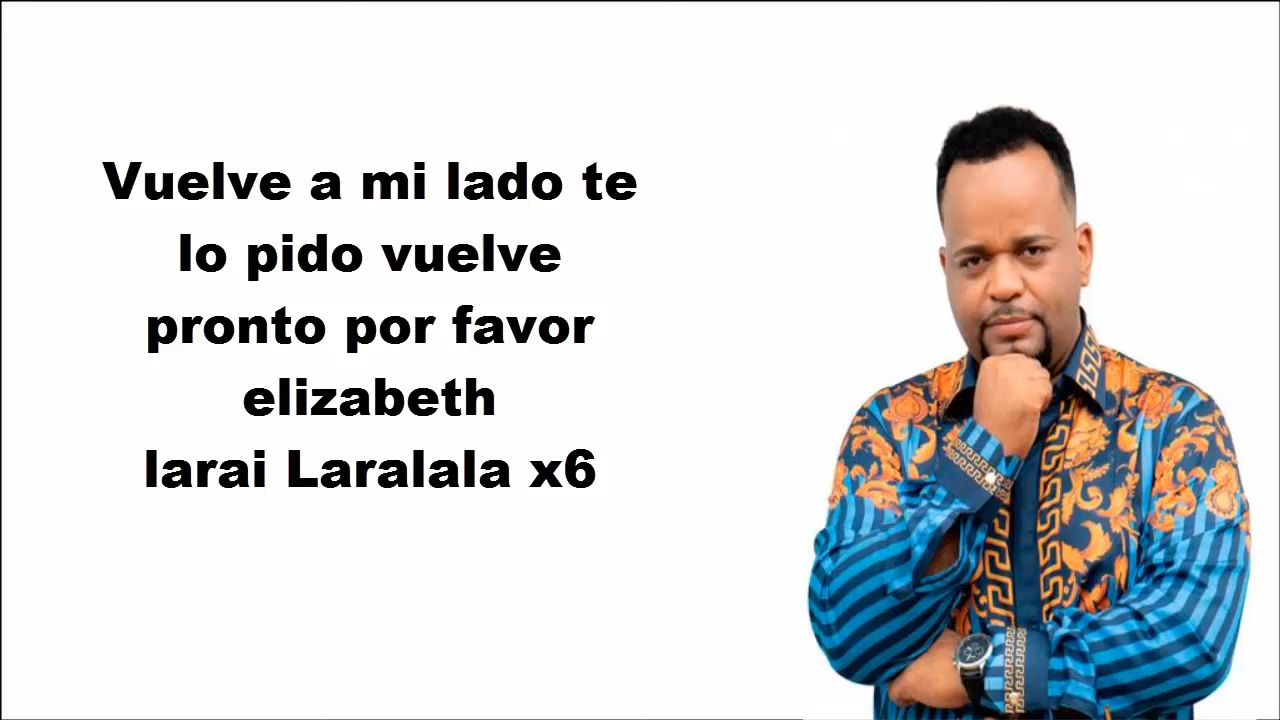 Vuelve a mi lado te
lo pido vuelve
pronto por favor
elizabeth
larai Laralala x6